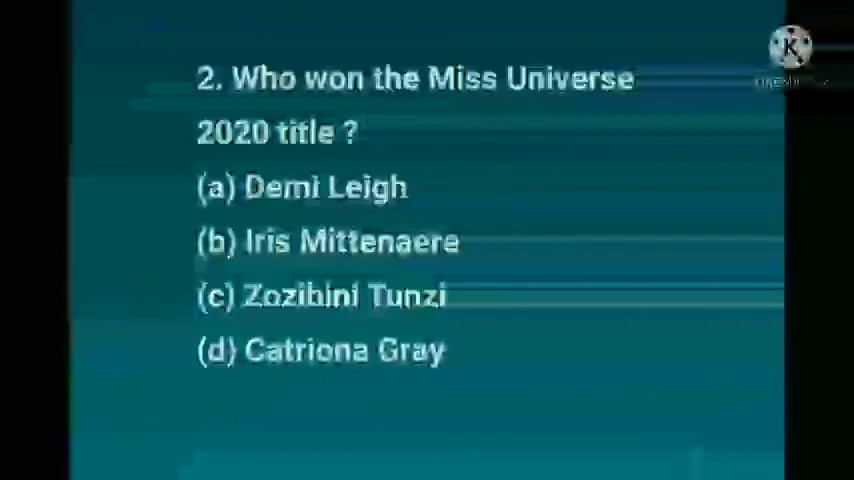 2. Who won the Miss Universe
2020 title ?
(a) Demi Leigh
(b) Iris Mittenaere
(c) Zozibini Tunzi
(d) Catriona Gray
K